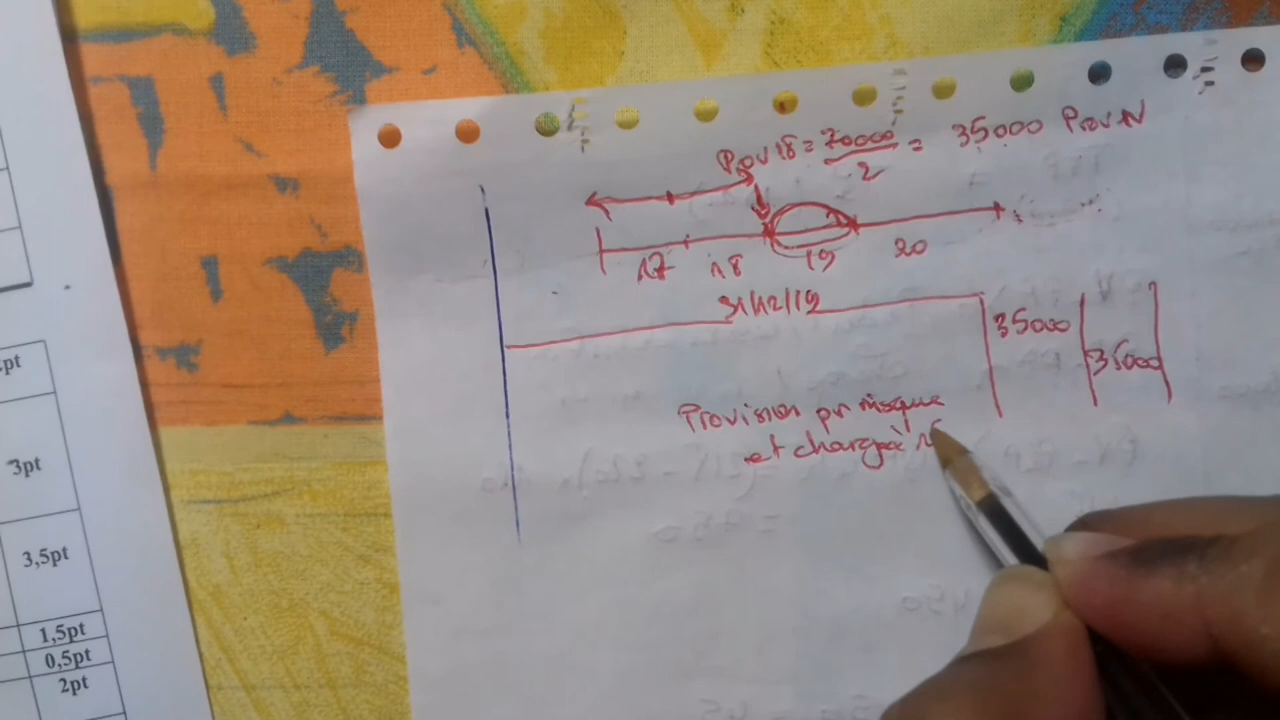 Prov 18 = 70000 / 2 = 35000 Prov N
17 18 19 20
31/12/19
35000
35000
Provision pr risque
et charge à
pt
3pt
3,5pt
1,5pt
0,5pt
2pt